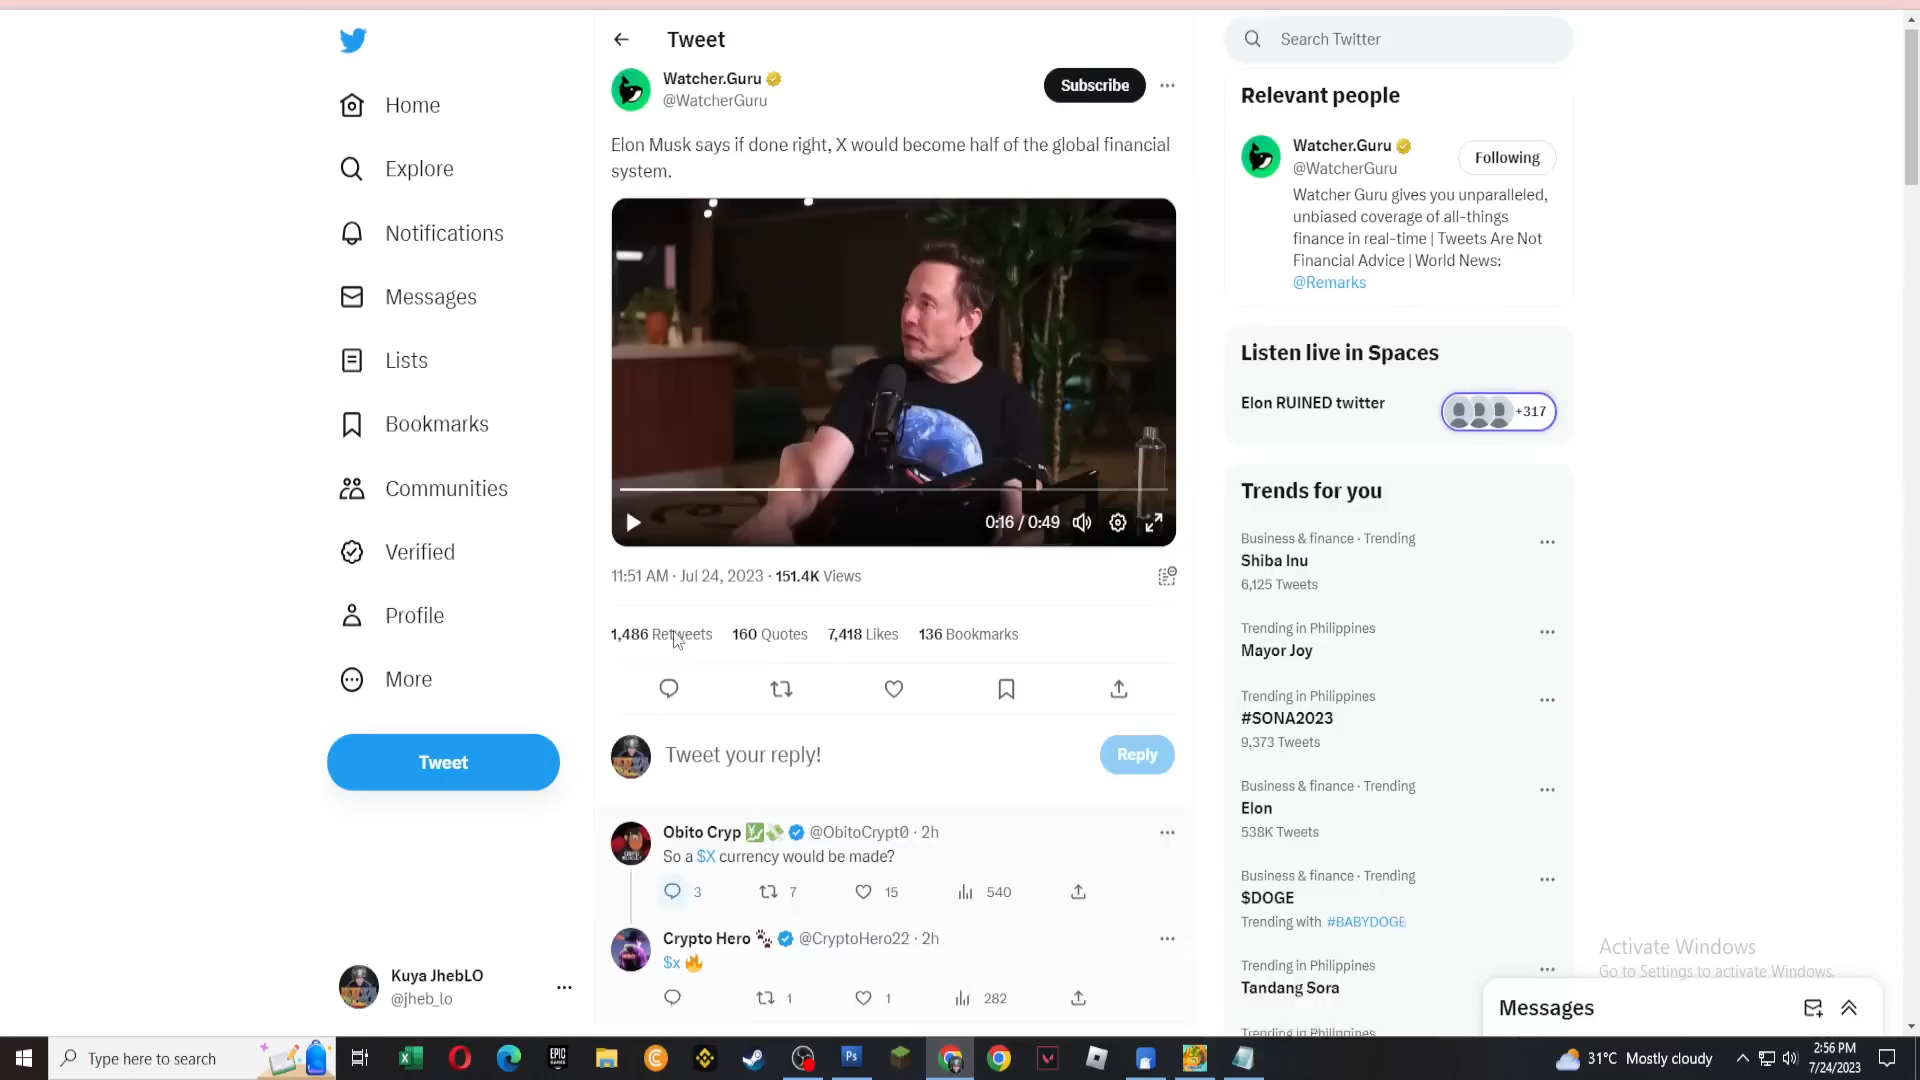 Home
Explore
Notifications
Messages
Lists
Bookmarks
Communities
Verified
Profile
More
Tweet
Kuya JhebLO
@jheb_lo
Tweet
Watcher.Guru
@WatcherGuru
Subscribe
Elon Musk says if done right, X would become half of the global financial
system.
0:16 / 0:49
11:51 AM · Jul 24, 2023 · 151.4K Views
1,486 Retweets 160 Quotes 7,418 Likes 136 Bookmarks
Tweet your reply!
Reply
Obito Cryp @ObitoCrypt0 · 2h
So a $X currency would be made?
3 7 15 540
Crypto Hero @CryptoHero22 · 2h
$x
1 1 282
Search Twitter
Relevant people
Watcher.Guru
@WatcherGuru
Following
Watcher Guru gives you unparalleled,
unbiased coverage of all-things
finance in real-time | Tweets Are Not
Financial Advice | World News:
@Remarks
Listen live in Spaces
Elon RUINED twitter
+317
Trends for you
Business & finance · Trending
Shiba Inu
6,125 Tweets
Trending in Philippines
Mayor Joy
Trending in Philippines
#SONA2023
9,373 Tweets
Business & finance · Trending
Elon
538K Tweets
Business & finance · Trending
$DOGE
Trending with #BABYDOGE
Trending in Philippines
Tandang Sora
Trending in Philippines
Activate Windows
Go to Settings to activate Windows.
Messages
Type here to search
EPIC GAMES
Ps
31°C Mostly cloudy
2:56 PM
7/24/2023